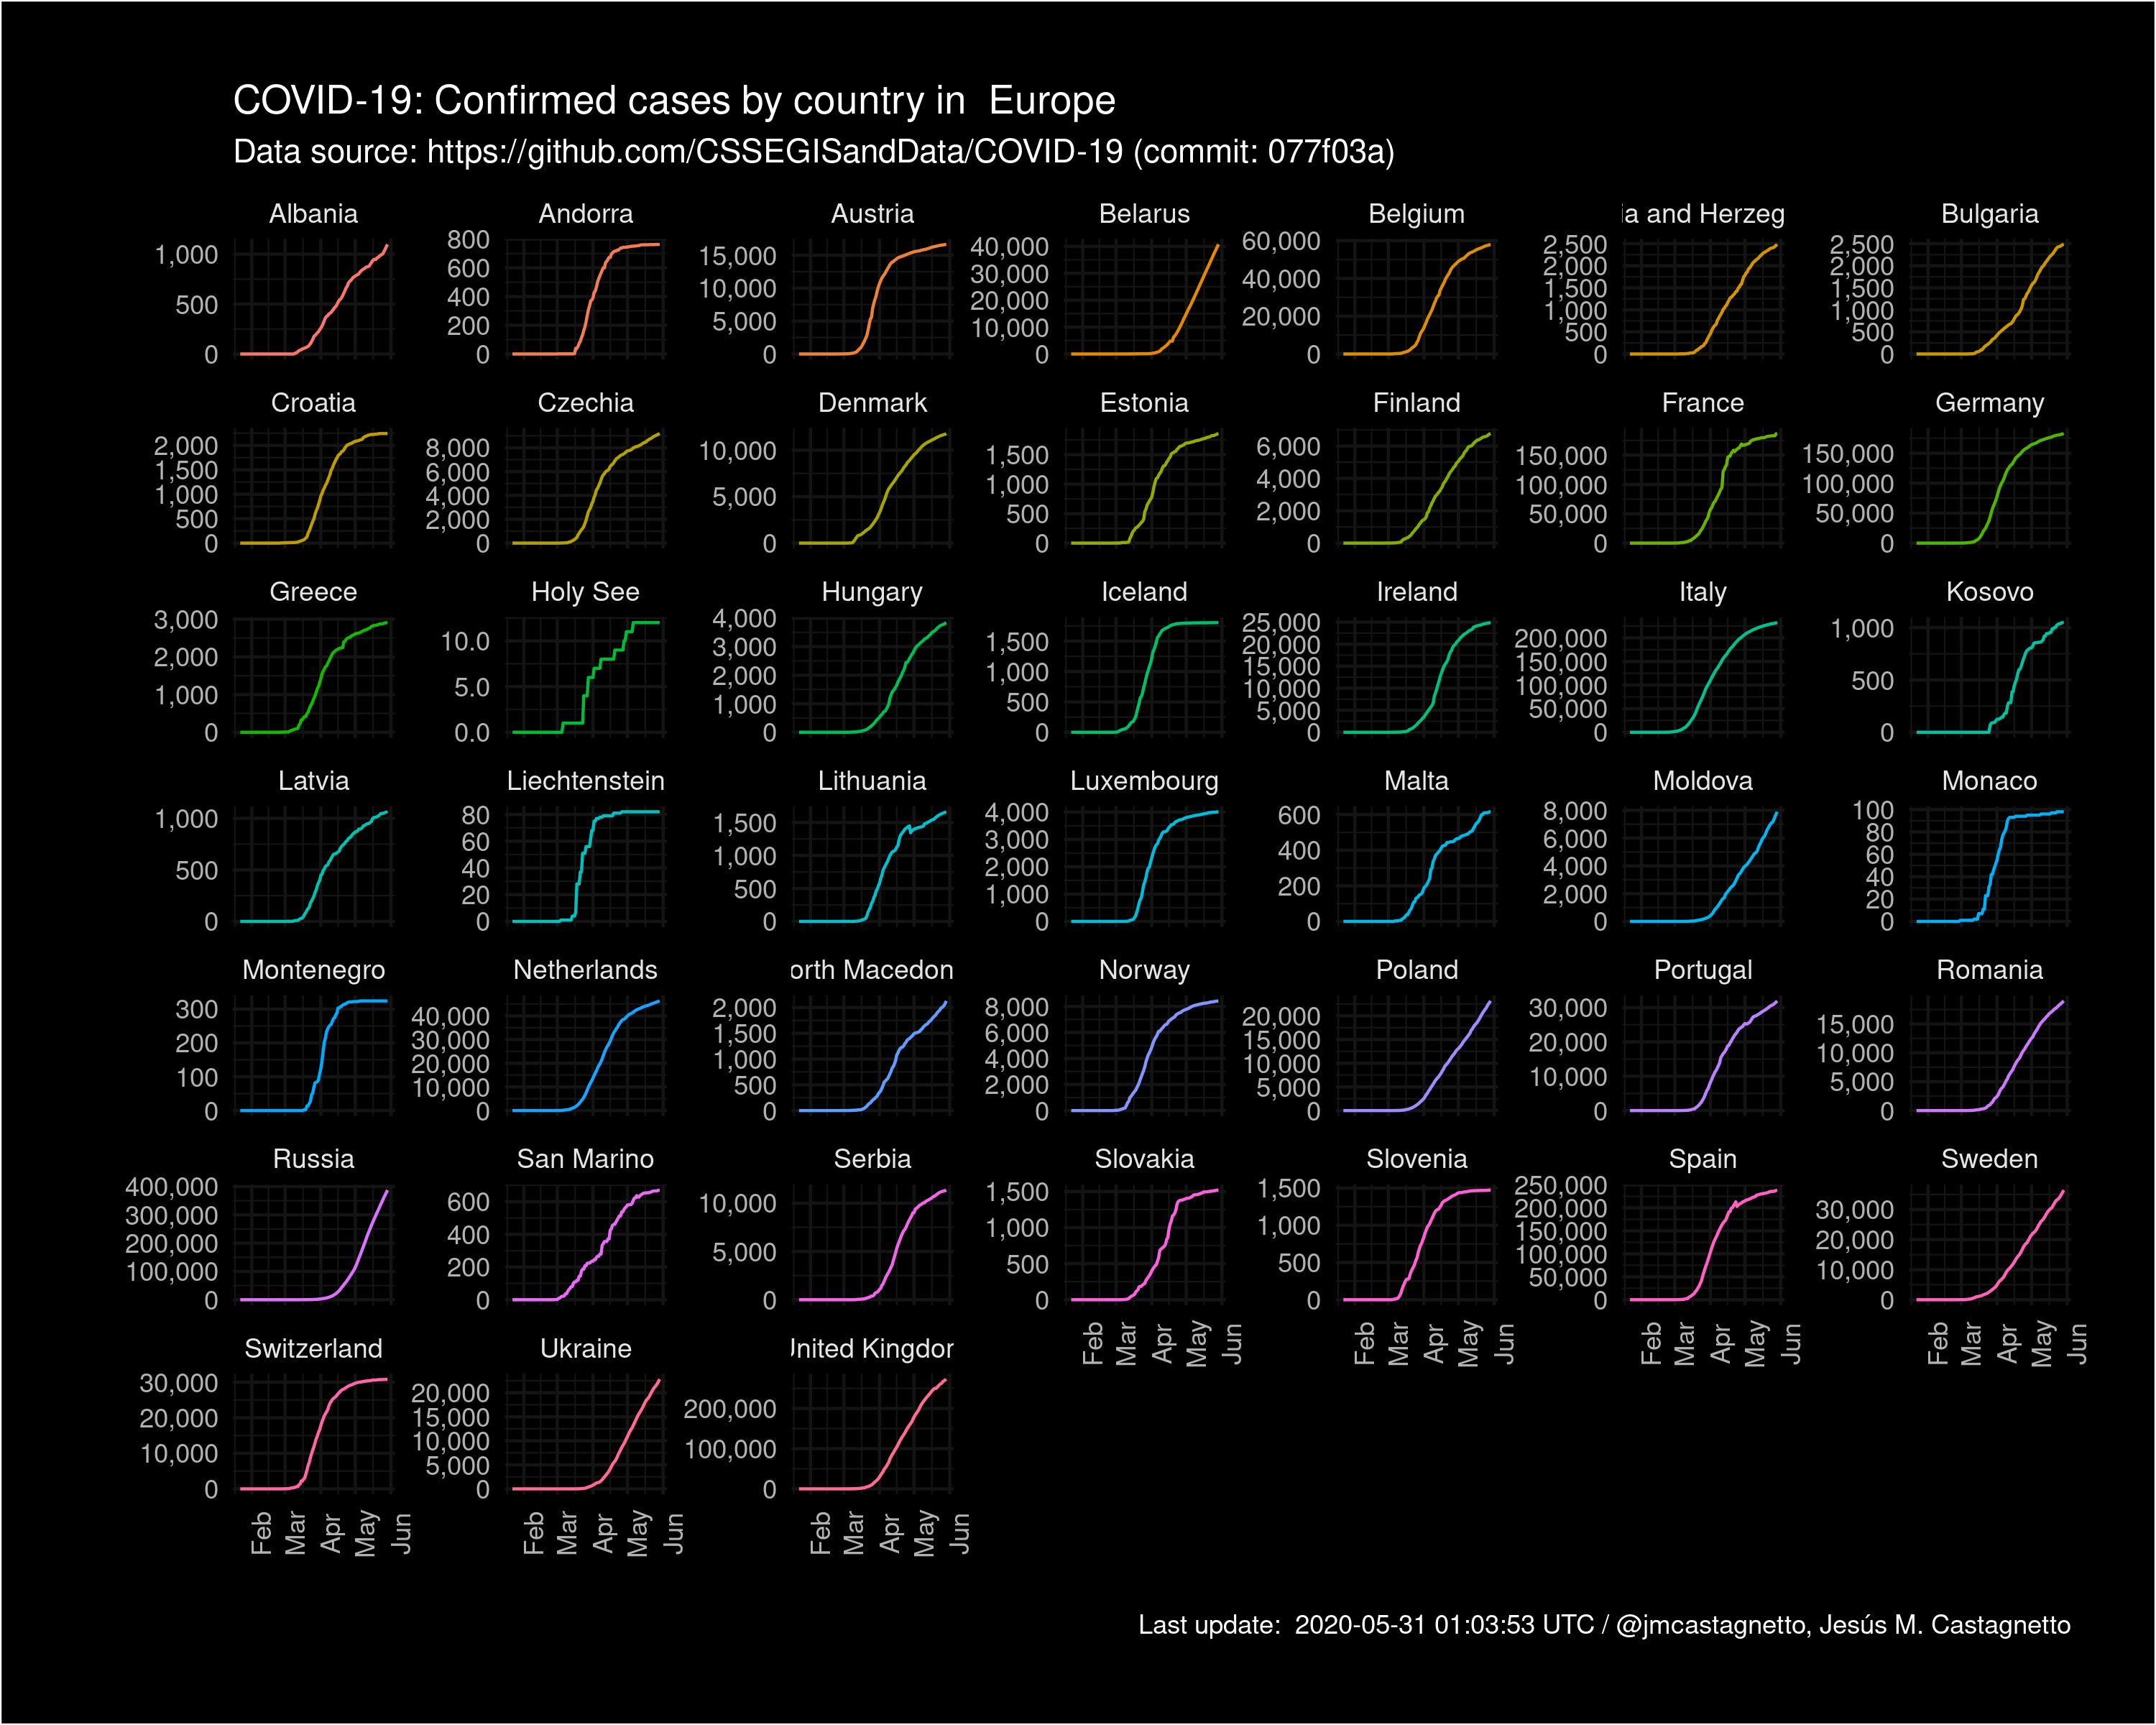 COVID-19: Confirmed cases by country in  Europe
Data source: https://github.com/CSSEGISandData/COVID-19 (commit: 077f03a)
Albania Andorra Austria Belarus Belgium ia and Herzeg Bulgaria
1,000 500 0
800 600 400 200 0
15,000 10,000 5,000 0
40,000 30,000 20,000 10,000 0
60,000 40,000 20,000 0
2,500 2,000 1,500 1,000 500 0
2,500 2,000 1,500 1,000 500 0
Croatia Czechia Denmark Estonia Finland France Germany
2,000 1,500 1,000 500 0
8,000 6,000 4,000 2,000 0
10,000 5,000 0
1,500 1,000 500 0
6,000 4,000 2,000 0
150,000 100,000 50,000 0
150,000 100,000 50,000 0
Greece Holy See Hungary Iceland Ireland Italy Kosovo
3,000 2,000 1,000 0
10.0 5.0 0.0
4,000 3,000 2,000 1,000 0
1,500 1,000 500 0
25,000 20,000 15,000 10,000 5,000 0
200,000 150,000 100,000 50,000 0
1,000 500 0
Latvia Liechtenstein Lithuania Luxembourg Malta Moldova Monaco
1,000 500 0
80 60 40 20 0
1,500 1,000 500 0
4,000 3,000 2,000 1,000 0
600 400 200 0
8,000 6,000 4,000 2,000 0
100 80 60 40 20 0
Montenegro Netherlands orth Macedon Norway Poland Portugal Romania
300 200 100 0
40,000 30,000 20,000 10,000 0
2,000 1,500 1,000 500 0
8,000 6,000 4,000 2,000 0
20,000 15,000 10,000 5,000 0
30,000 20,000 10,000 0
15,000 10,000 5,000 0
Russia San Marino Serbia Slovakia Slovenia Spain Sweden
400,000 300,000 200,000 100,000 0
600 400 200 0
10,000 5,000 0
1,500 1,000 500 0
1,500 1,000 500 0
250,000 200,000 150,000 100,000 50,000 0
30,000 20,000 10,000 0
Feb Mar Apr May Jun
Feb Mar Apr May Jun
Feb Mar Apr May Jun
Feb Mar Apr May Jun
Switzerland Ukraine United Kingdom
30,000 20,000 10,000 0
20,000 15,000 10,000 5,000 0
200,000 100,000 0
Feb Mar Apr May Jun
Feb Mar Apr May Jun
Feb Mar Apr May Jun
Last update:  2020-05-31 01:03:53 UTC / @jmcastagnetto, Jesús M. Castagnetto